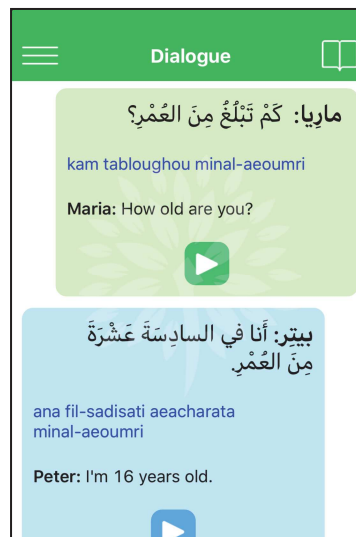 Dialogue
مارِيا: كَمْ تَبْلُغُ مِنَ العُمْرِ؟
kam tabloughou minal-aeoumri
Maria: How old are you?
بيتِر: أَنا في السادِسَةَ عَشْرَةَ
مِنَ العُمْرِ.
ana fil-sadisati aeacharata
minal-aeoumri
Peter: I'm 16 years old.